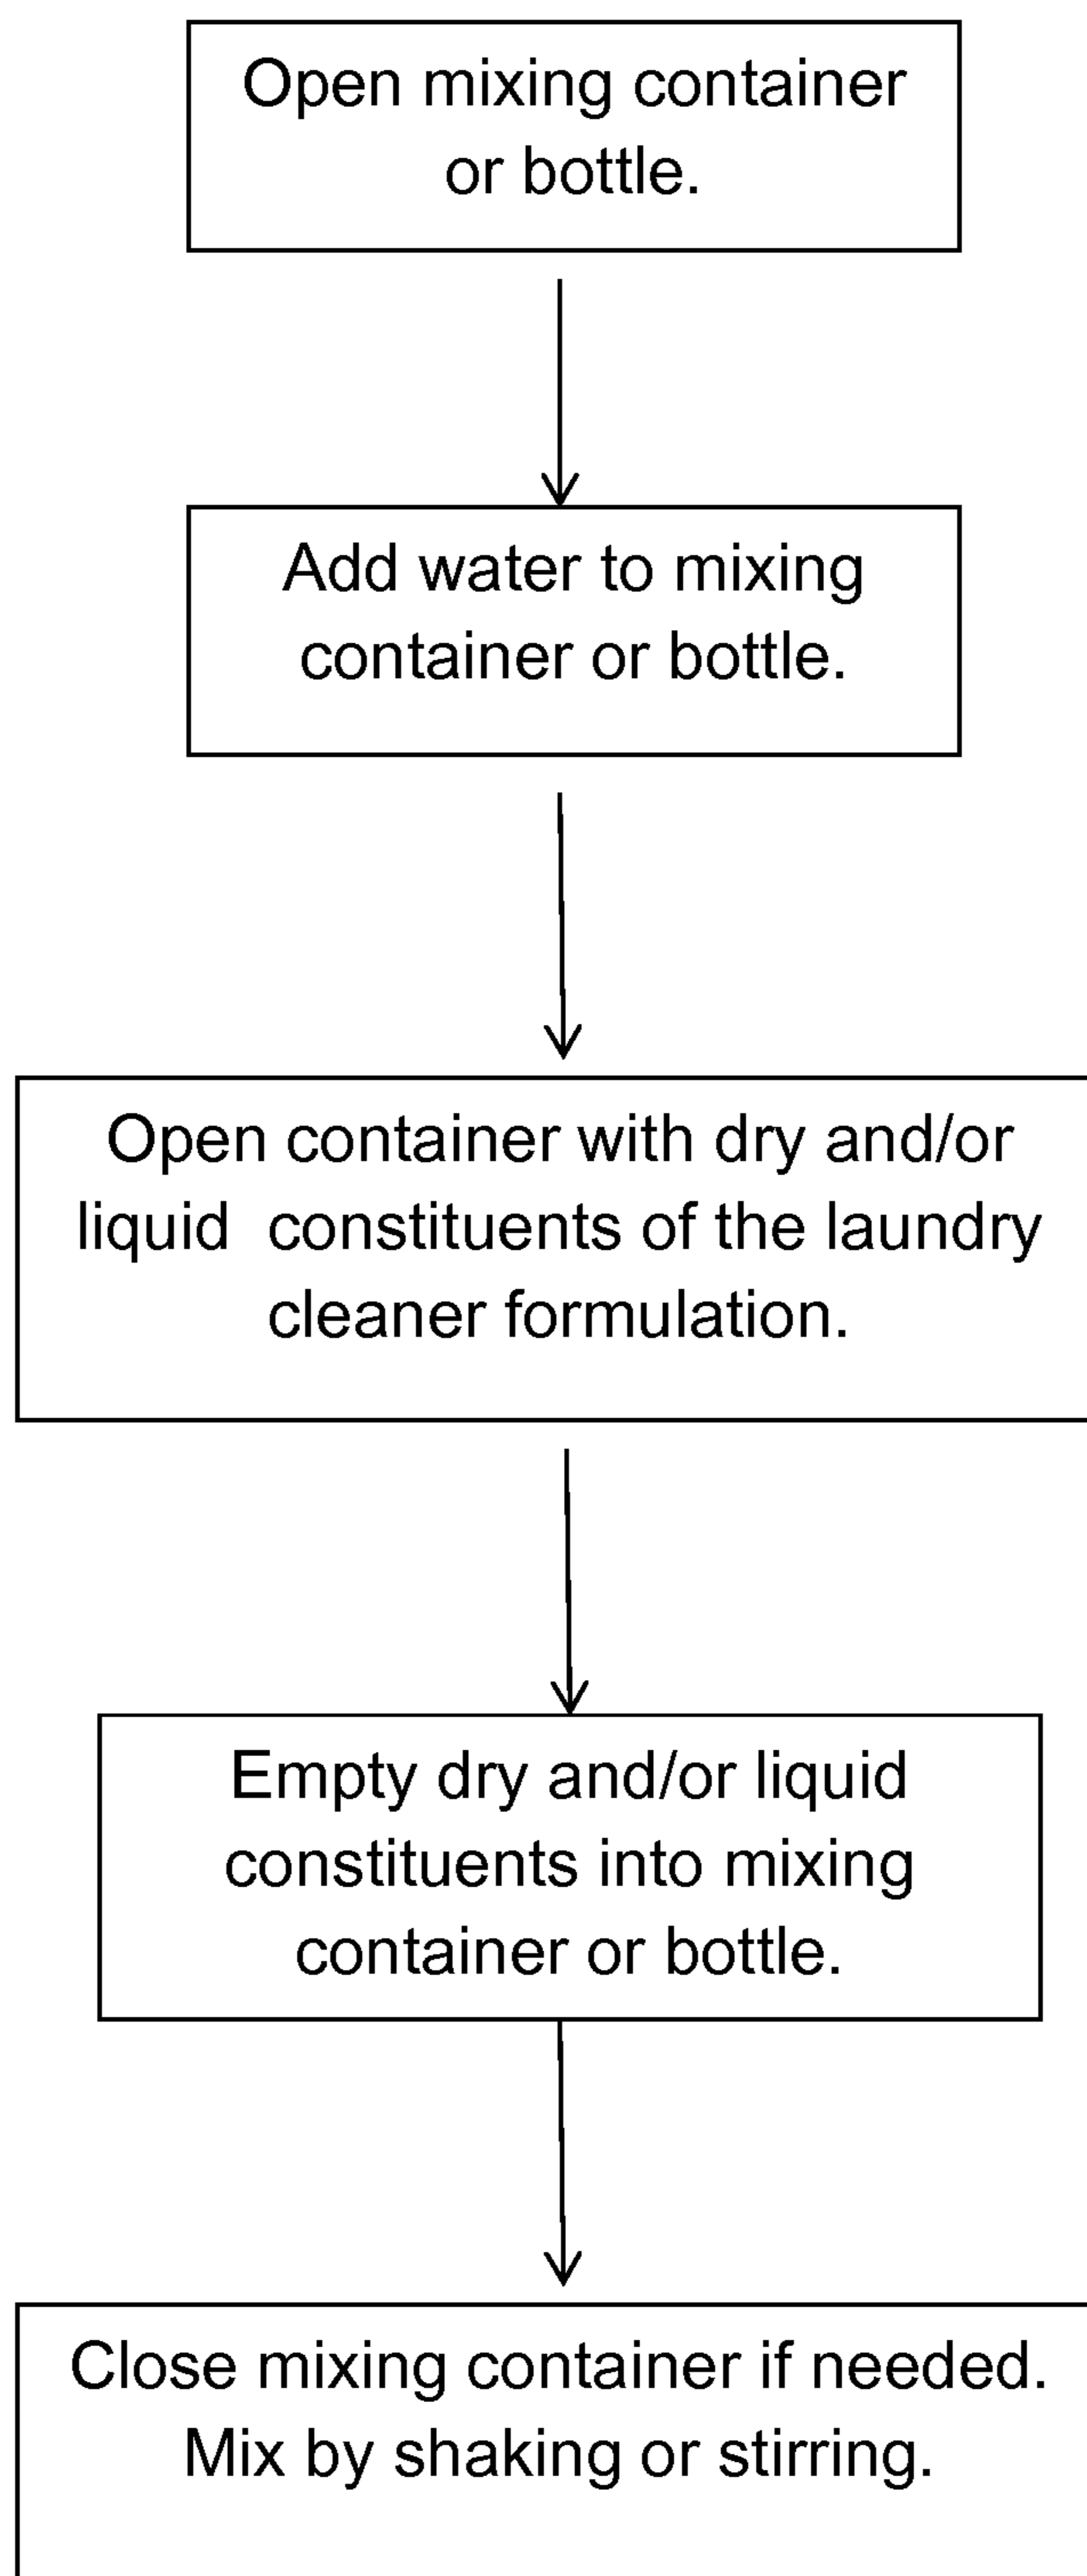 Open mixing container
or bottle.
Add water to mixing
container or bottle.
Open container with dry and/or
liquid  constituents of the laundry
cleaner formulation.
Empty dry and/or liquid
constituents into mixing
container or bottle.
Close mixing container if needed.
Mix by shaking or stirring.